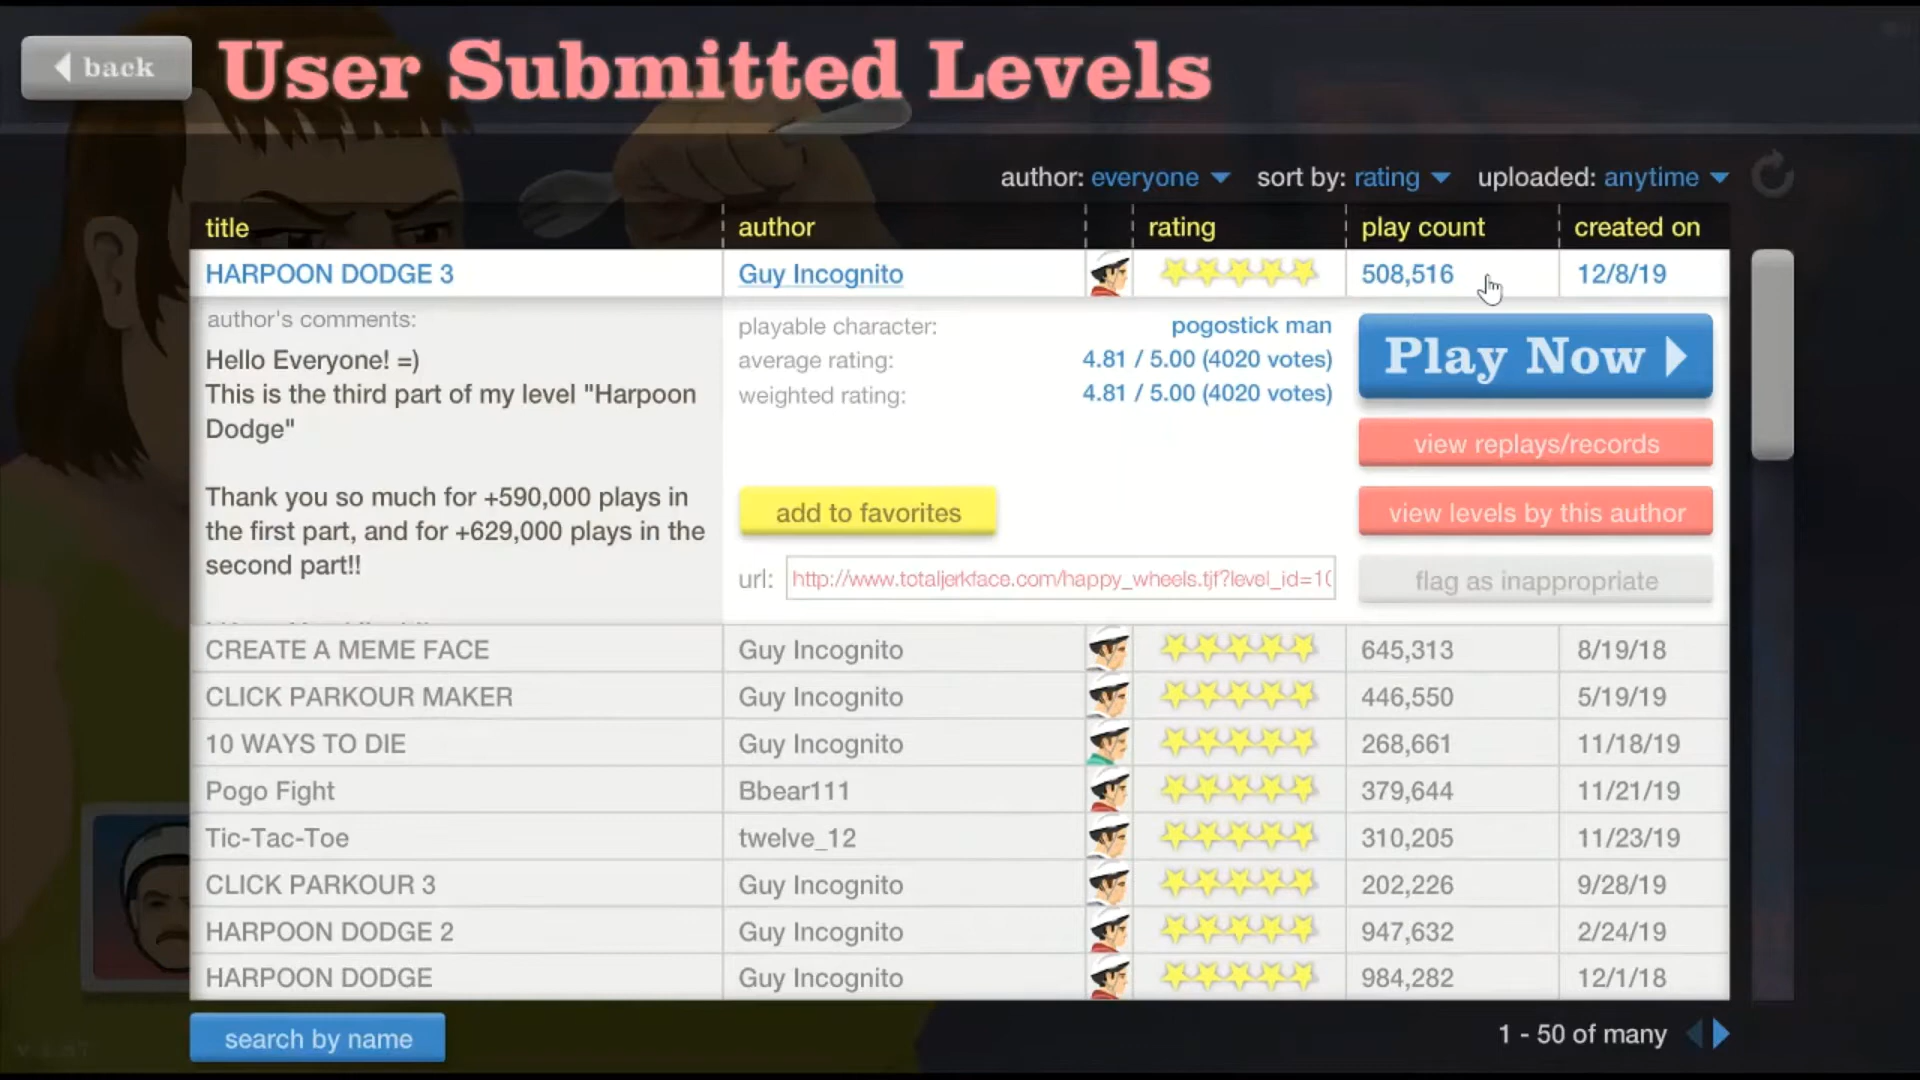 back
User Submitted Levels
author: everyone sort by: rating uploaded: anytime
title author rating play count created on
HARPOON DODGE 3 Guy Incognito 508,516 12/8/19
author's comments:
Hello Everyone! =)
This is the third part of my level "Harpoon
Dodge"
Thank you so much for +590,000 plays in
the first part, and for +629,000 plays in the
second part!!
playable character: pogostick man
average rating: 4.81 / 5.00 (4020 votes)
weighted rating: 4.81 / 5.00 (4020 votes)
add to favorites
url: http://www.totaljerkface.com/happy_wheels.tjf?level_id=10
Play Now
view replays/records
view levels by this author
flag as inappropriate
CREATE A MEME FACE Guy Incognito 645,313 8/19/18
CLICK PARKOUR MAKER Guy Incognito 446,550 5/19/19
10 WAYS TO DIE Guy Incognito 268,661 11/18/19
Pogo Fight Bbear111 379,644 11/21/19
Tic-Tac-Toe twelve_12 310,205 11/23/19
CLICK PARKOUR 3 Guy Incognito 202,226 9/28/19
HARPOON DODGE 2 Guy Incognito 947,632 2/24/19
HARPOON DODGE Guy Incognito 984,282 12/1/18
search by name
1 - 50 of many